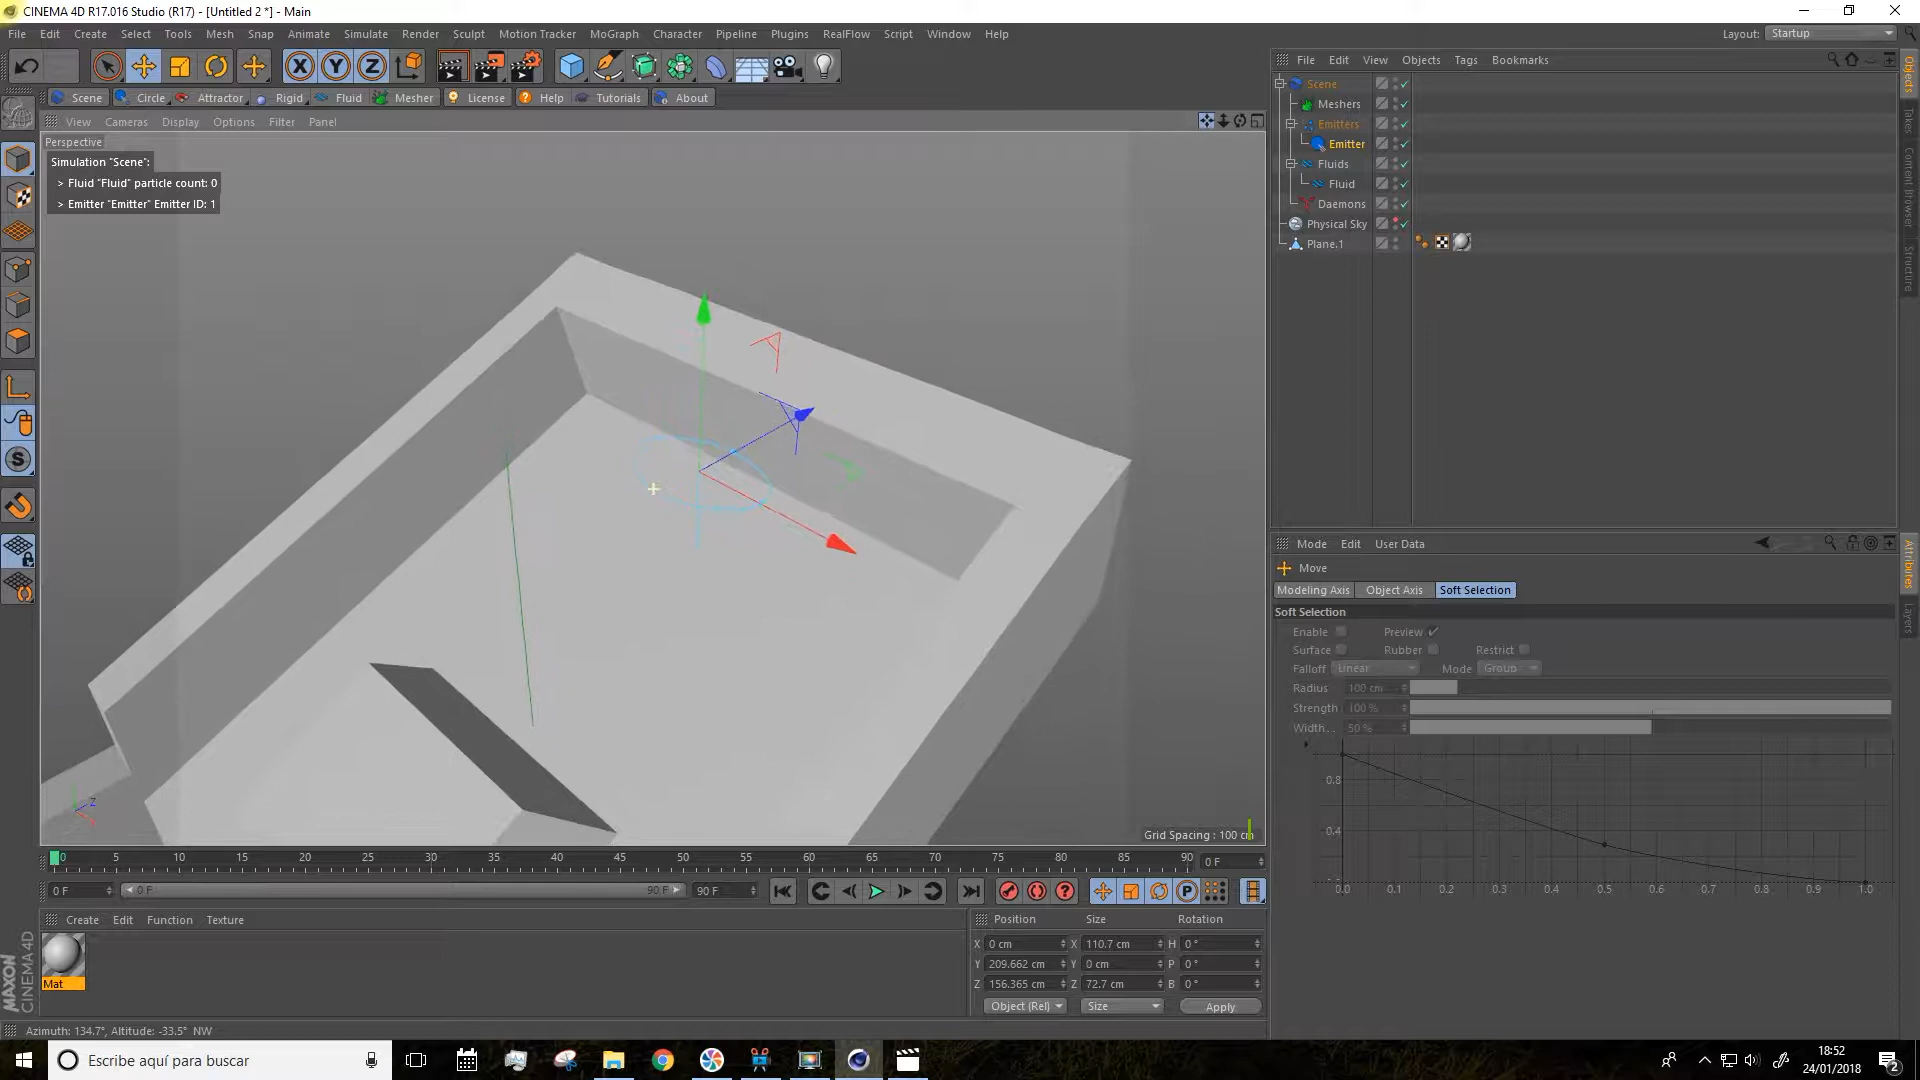 CINEMA 4D R17.016 Studio (R17) - [Untitled 2 *] - Main
File Edit Create Select Tools Mesh Snap Animate Simulate Render Sculpt Motion Tracker MoGraph Character Pipeline Plugins RealFlow Script Window Help Layout: Startup
File Edit View Objects Tags Bookmarks
Scene Circle Attractor Rigid Fluid Mesher License Help Tutorials About
View Cameras Display Options Filter Panel
Perspective
Simulation "Scene":
> Fluid "Fluid" particle count: 0
> Emitter "Emitter" Emitter ID: 1
Scene
Meshers
Emitters
Emitter
Fluids
Fluid
Daemons
Physical Sky
Plane.1
Objects
Takes
Content Browser
Structure
Z
Grid Spacing : 100 cm
Mode Edit User Data
Move
Modeling Axis Object Axis Soft Selection
Soft Selection
Enable Preview
Surface Rubber Restrict
Falloff Linear Mode Group
Radius 100 cm
Strength 100 %
Width.. 50 %
0.8
0.4
0.0 0.1 0.2 0.3 0.4 0.5 0.6 0.7 0.8 0.9 1.0
Attributes
Layers
0 5 10 15 20 25 30 35 40 45 50 55 60 65 70 75 80 85 90 0 F
0 F 0 F 90 F 90 F
Create Edit Function Texture
Mat
Position Size Rotation
X 0 cm X 110.7 cm H 0 °
Y 209.662 cm Y 0 cm P 0 °
Z 156.365 cm Z 72.7 cm B 0 °
Object (Rel) Size Apply
MAXON
CINEMA 4D
Azimuth: 134.7°, Altitude: -33.5° NW
Escribe aquí para buscar
18:52
24/01/2018
2